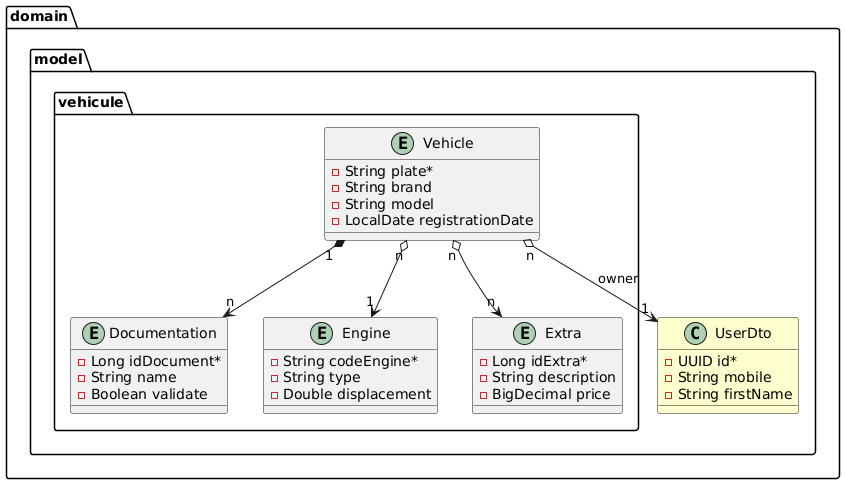 domain
model
vehicule
E Vehicle
String plate*
String brand
String model
LocalDate registrationDate
1 n n n
owner
n 1 n 1
E Documentation
Long idDocument*
String name
Boolean validate
E Engine
String codeEngine*
String type
Double displacement
E Extra
Long idExtra*
String description
BigDecimal price
C UserDto
UUID id*
String mobile
String firstName